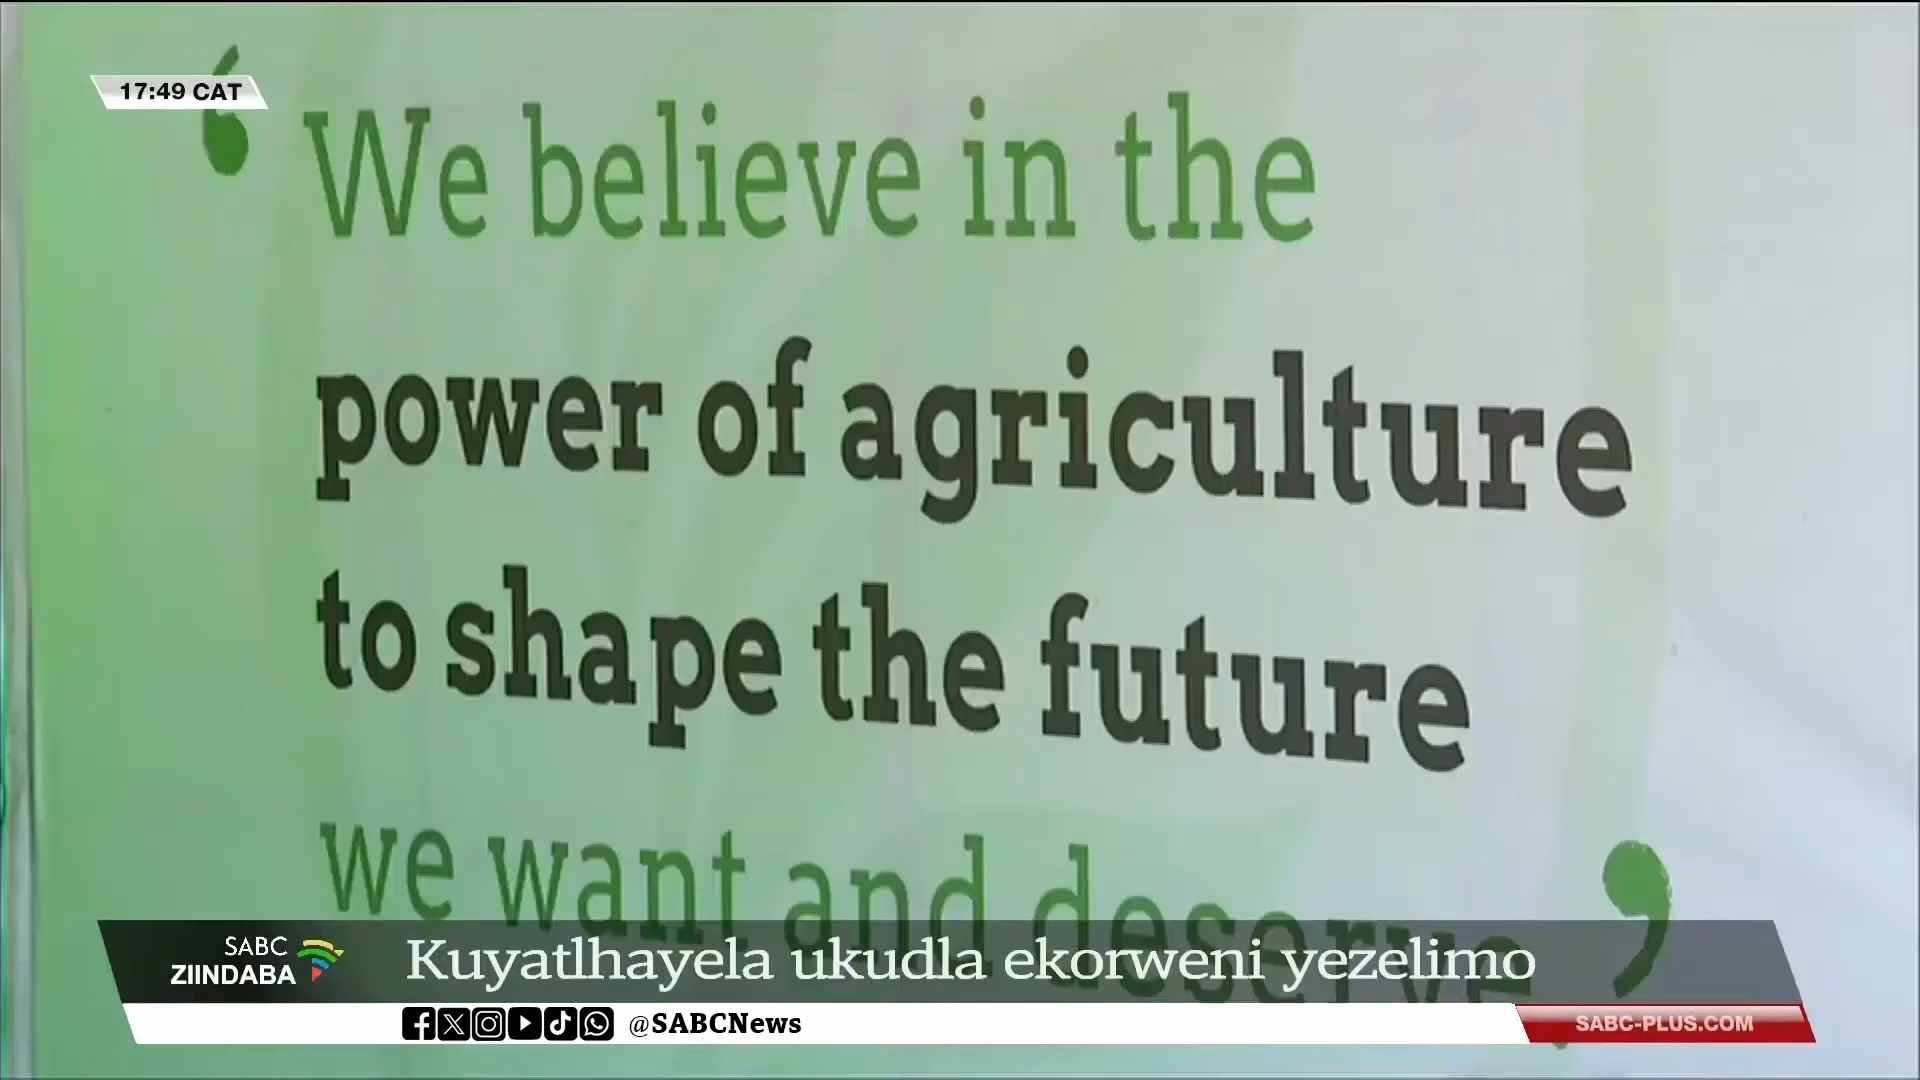 17:49 CAT
‘We believe in the
power of agriculture
to shape the future
we want and deserve’
SABC
ZIINDABA
Kuyatlhayela ukudla ekorweni yezelimo
@SABCNews
SABC-PLUS.COM